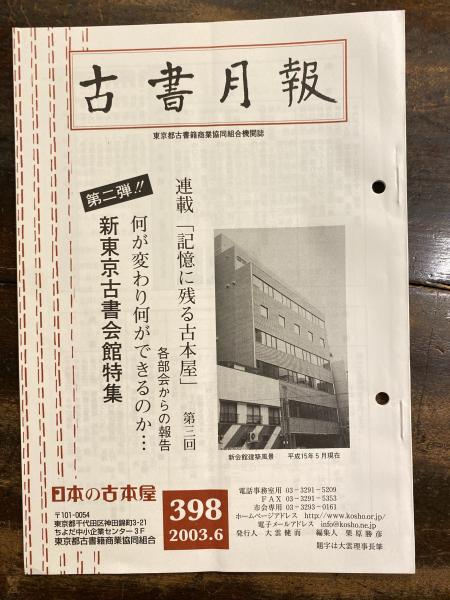 古書月報
東京都古書籍商業協同組合機関誌
連載「記憶に残る古本屋」 第三回
第二弾!!
何が変わり何ができるのか…
各部会からの報告
新東京古書会館特集
新会館建築風景 平成15年5月現在
日本の古本屋
〒101-0054
東京都千代田区神田錦町3-21
ちよだ中小企業センター3F
東京都古書籍商業協同組合
398
2003.6
電話事務室用 03-3291-5209
FAX 03-3291-5353
市会専用 03-3293-0161
ホームページアドレス http://www.kosho.or.jp/
電子メールアドレス info@kosho.ne.jp
発行人 大雲健而 編集人 栗原勝彦
題字は大雲理事長筆